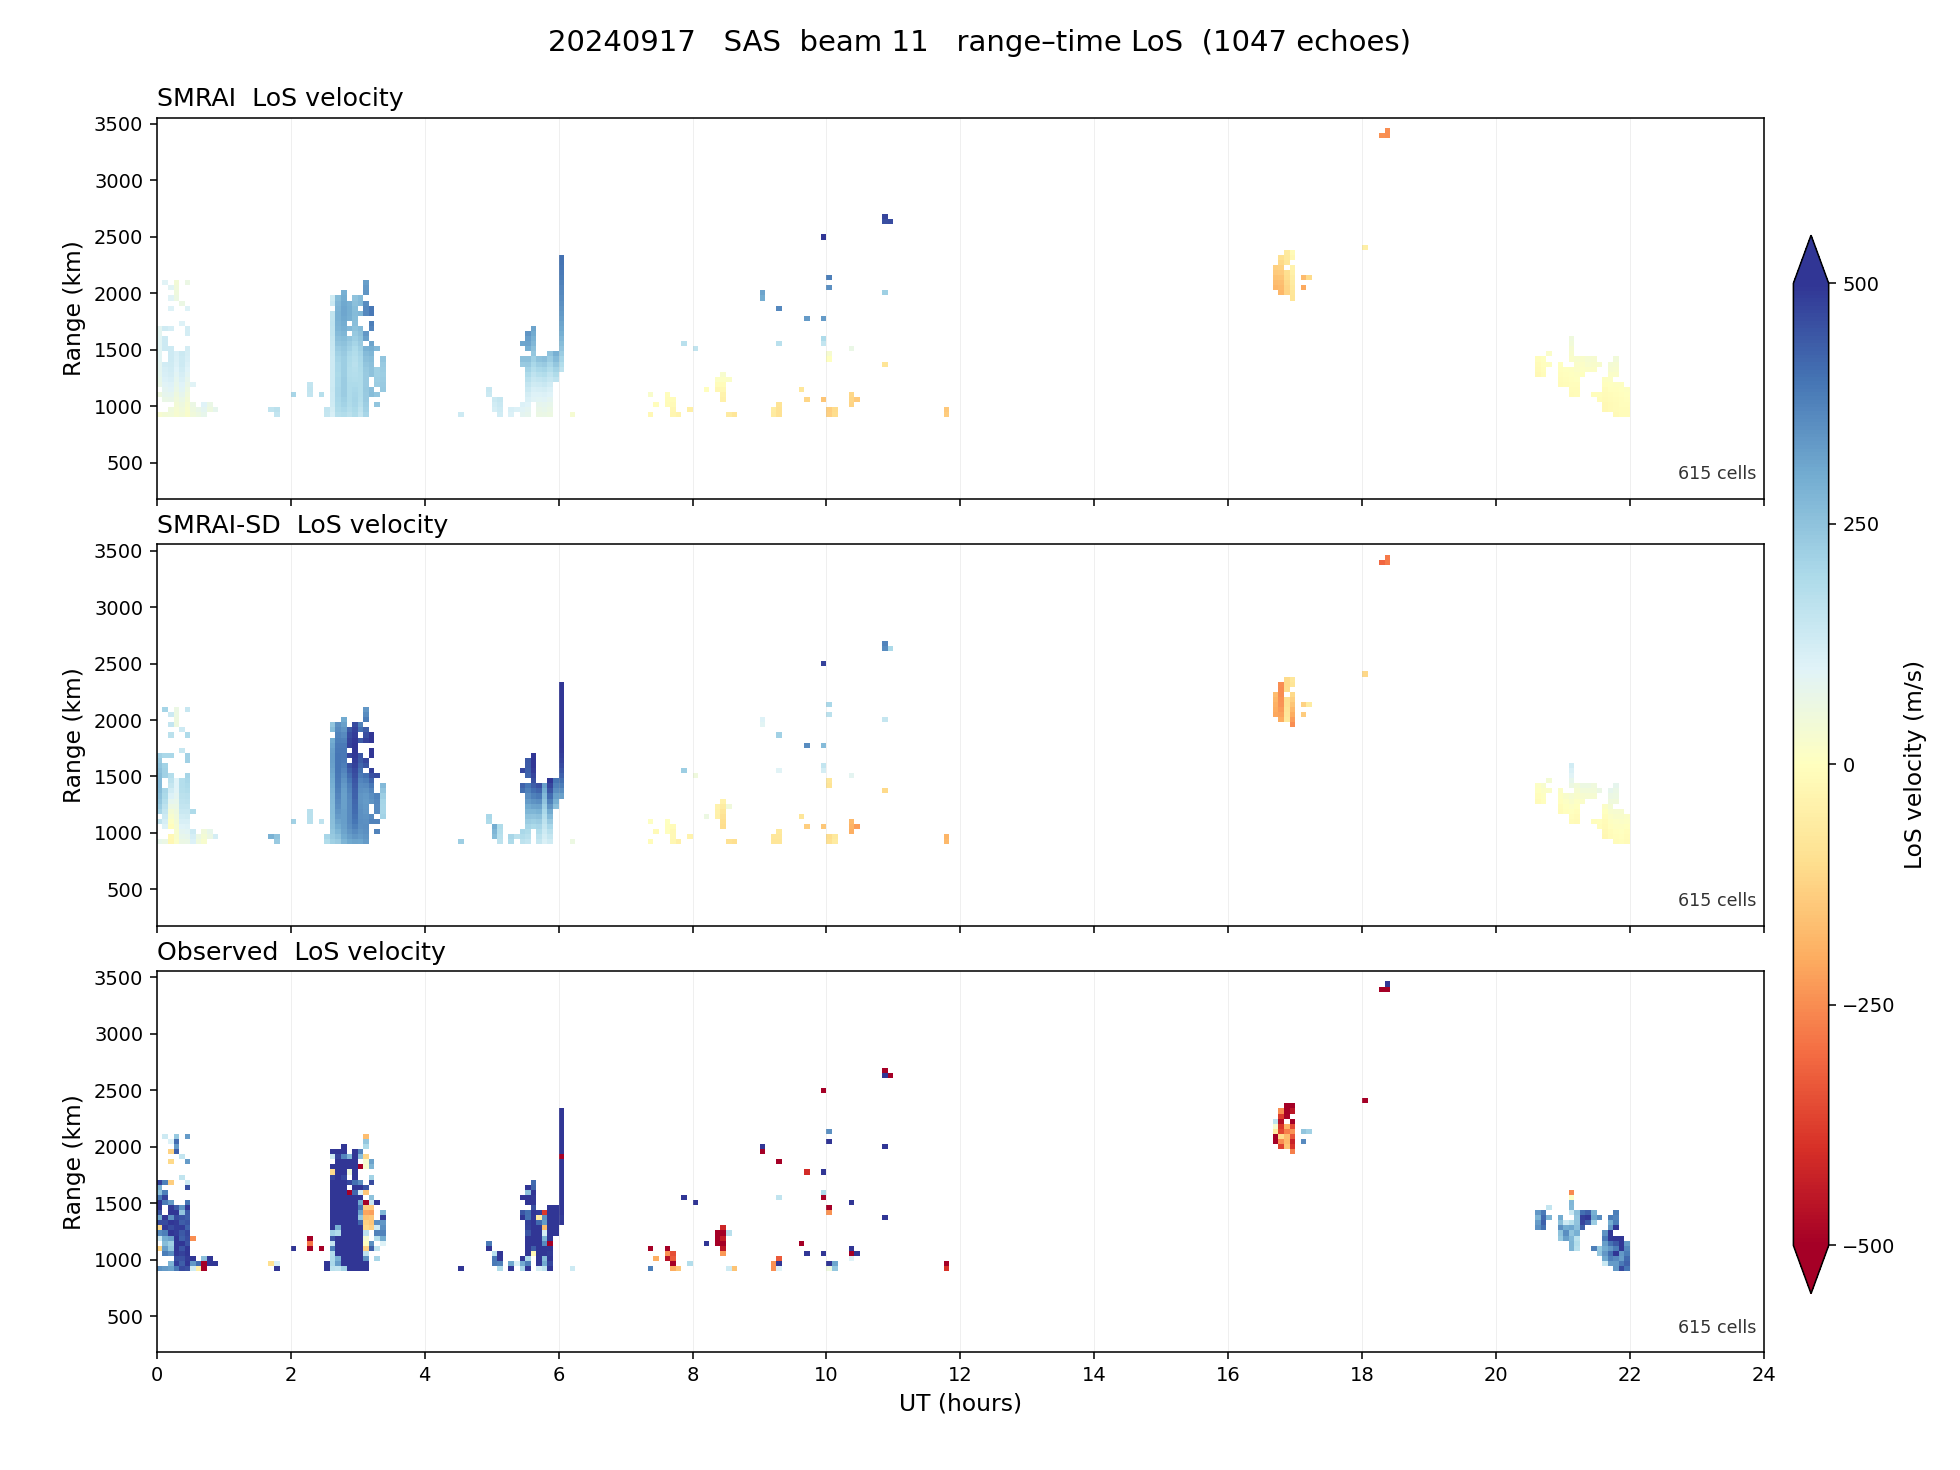 20240917   SAS  beam 11   range–time LoS  (1047 echoes)
SMRAI  LoS velocity
3500
3000
2500
2000
1500
1000
500
Range (km)
615 cells
SMRAI-SD  LoS velocity
3500
3000
2500
2000
1500
1000
500
Range (km)
615 cells
Observed  LoS velocity
3500
3000
2500
2000
1500
1000
500
Range (km)
615 cells
0 2 4 6 8 10 12 14 16 18 20 22 24
UT (hours)
500
250
0
−250
−500
LoS velocity (m/s)